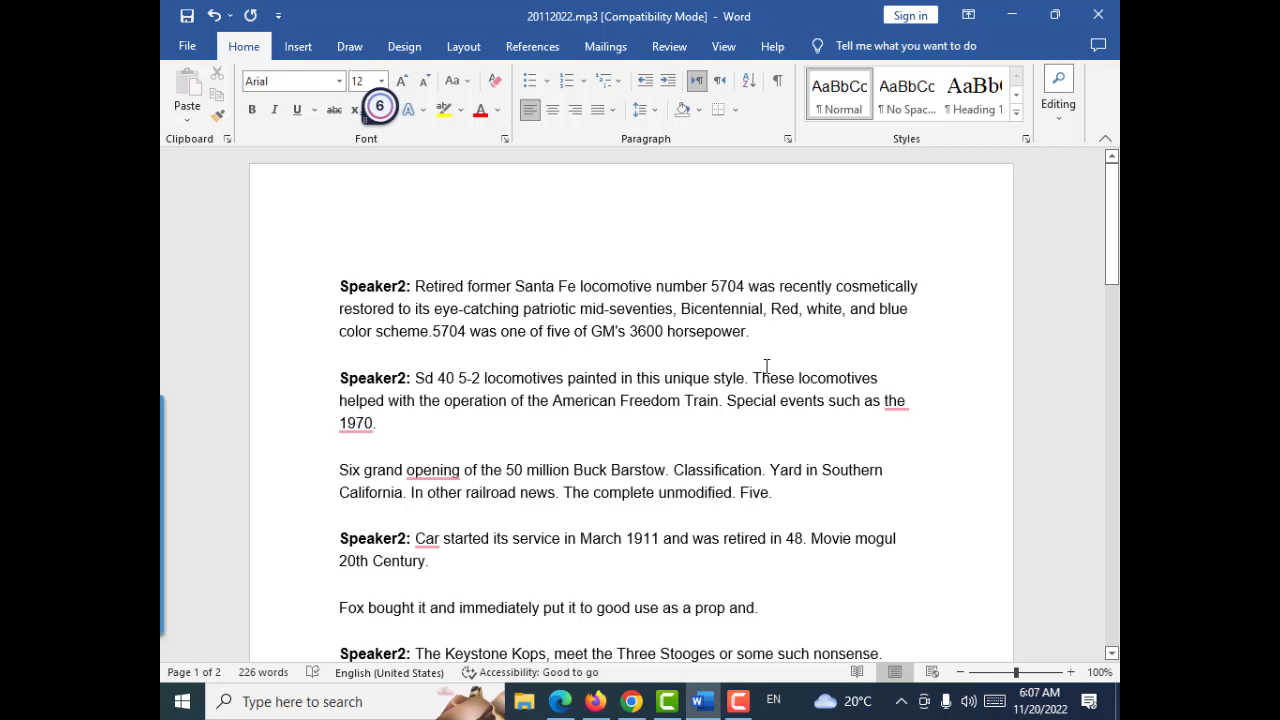 20112022.mp3 [Compatibility Mode] - Word
Sign in
File Home Insert Draw Design Layout References Mailings Review View Help Tell me what you want to do
Paste
Arial 12
Aa
6
AaBbCc AaBbCc AaBbC
¶ Normal ¶ No Spac... Heading 1
Editing
Clipboard Font Paragraph Styles
Speaker2: Retired former Santa Fe locomotive number 5704 was recently cosmetically
restored to its eye-catching patriotic mid-seventies, Bicentennial, Red, white, and blue
color scheme.5704 was one of five of GM's 3600 horsepower.
Speaker2: Sd 40 5-2 locomotives painted in this unique style. These locomotives
helped with the operation of the American Freedom Train. Special events such as the
1970.
Six grand opening of the 50 million Buck Barstow. Classification. Yard in Southern
California. In other railroad news. The complete unmodified. Five.
Speaker2: Car started its service in March 1911 and was retired in 48. Movie mogul
20th Century.
Fox bought it and immediately put it to good use as a prop and.
Speaker2: The Keystone Kops, meet the Three Stooges or some such nonsense.
Page 1 of 2 226 words English (United States) Accessibility: Good to go 100%
Type here to search
EN
20°C
6:07 AM
11/20/2022